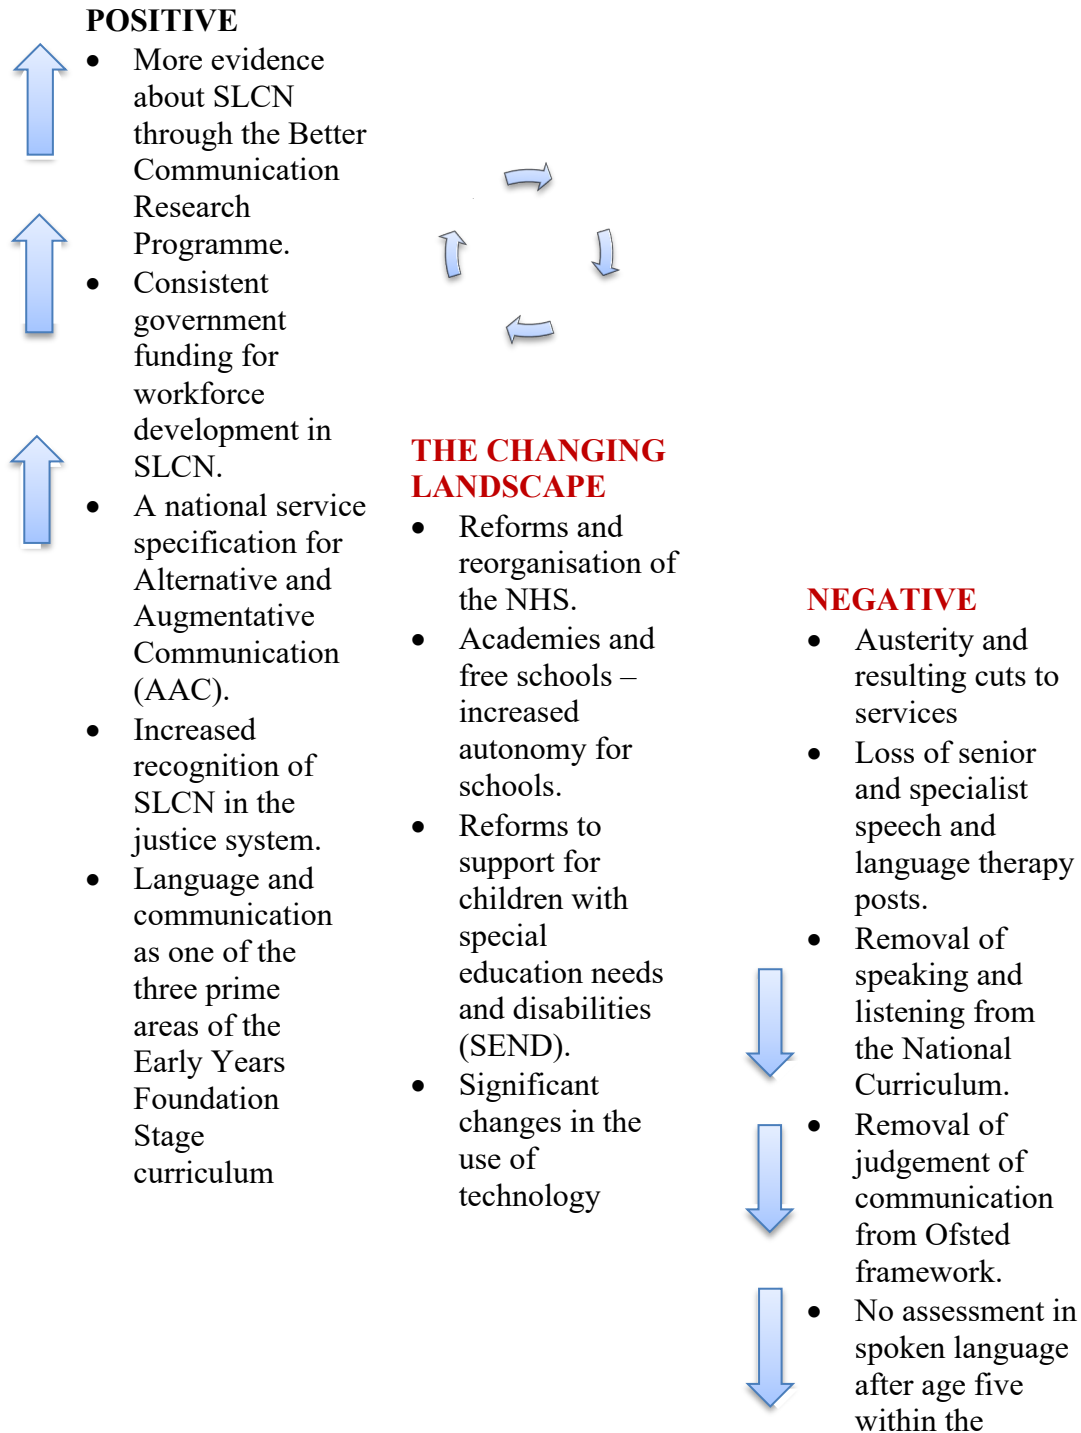 POSITIVE
• More evidence
about SLCN
through the Better
Communication
Research
Programme.
• Consistent
government
funding for
workforce
development in
SLCN.
• A national service
specification for
Alternative and
Augmentative
Communication
(AAC).
• Increased
recognition of
SLCN in the
justice system.
• Language and
communication
as one of the
three prime
areas of the
Early Years
Foundation
Stage
curriculum
THE CHANGING
LANDSCAPE
• Reforms and
reorganisation of
the NHS.
• Academies and
free schools –
increased
autonomy for
schools.
• Reforms to
support for
children with
special
education needs
and disabilities
(SEND).
• Significant
changes in the
use of
technology
NEGATIVE
• Austerity and
resulting cuts to
services
• Loss of senior
and specialist
speech and
language therapy
posts.
• Removal of
speaking and
listening from
the National
Curriculum.
• Removal of
judgement of
communication
from Ofsted
framework.
• No assessment in
spoken language
after age five
within the